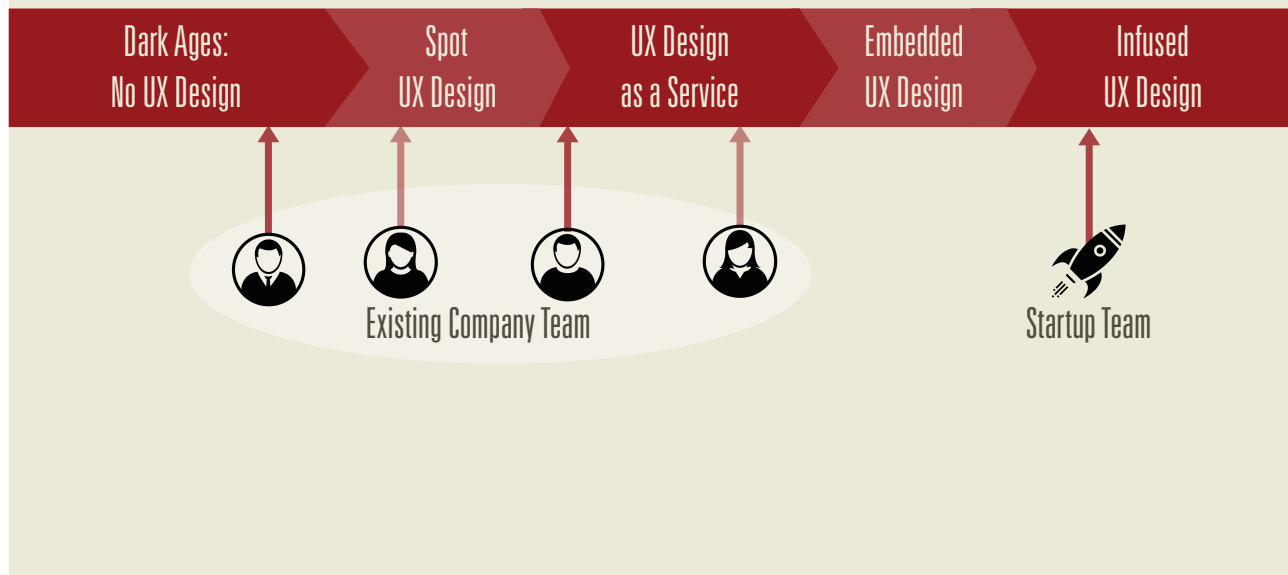 Dark Ages:
No UX Design
Spot
UX Design
UX Design
as a Service
Embedded
UX Design
Infused
UX Design
Existing Company Team
Startup Team